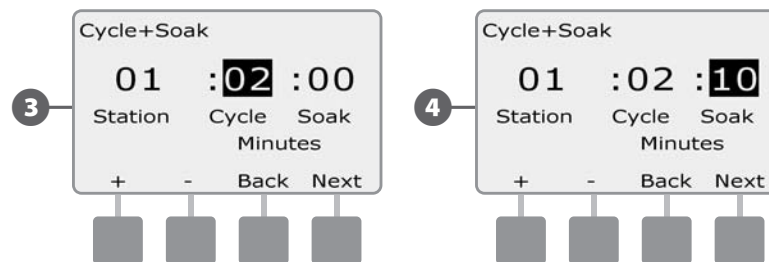 Cycle+Soak
01 :02 :00
Station Cycle Soak
Minutes
+ - Back Next
3
Cycle+Soak
01 :02 :10
Station Cycle Soak
Minutes
+ - Back Next
4